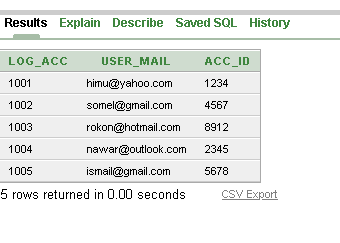 Results Explain Describe Saved SQL History
LOG_ACC USER_MAIL ACC_ID
1001 himu@yahoo.com 1234
1002 somel@gmail.com 4567
1003 rokon@hotmail.com 8912
1004 nawar@outlook.com 2345
1005 ismail@gmail.com 5678
5 rows returned in 0.00 seconds CSV Export